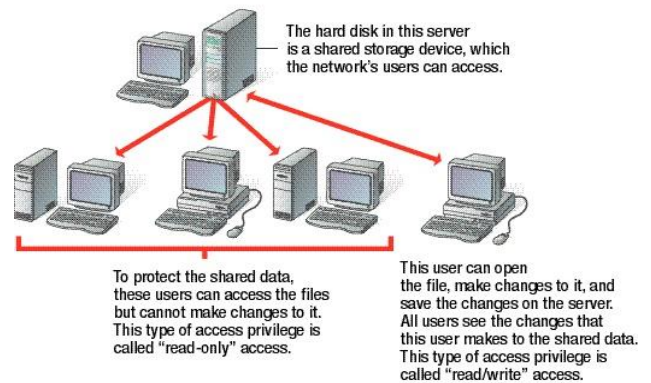 The hard disk in this server
is a shared storage device, which
the network's users can access.
To protect the shared data,
these users can access the files
but cannot make changes to it.
This type of access privilege is
called “read-only” access.
This user can open
the file, make changes to it, and
save the changes on the server.
All users see the changes that
this user makes to the shared data.
This type of access privilege is
called “read/write” access.